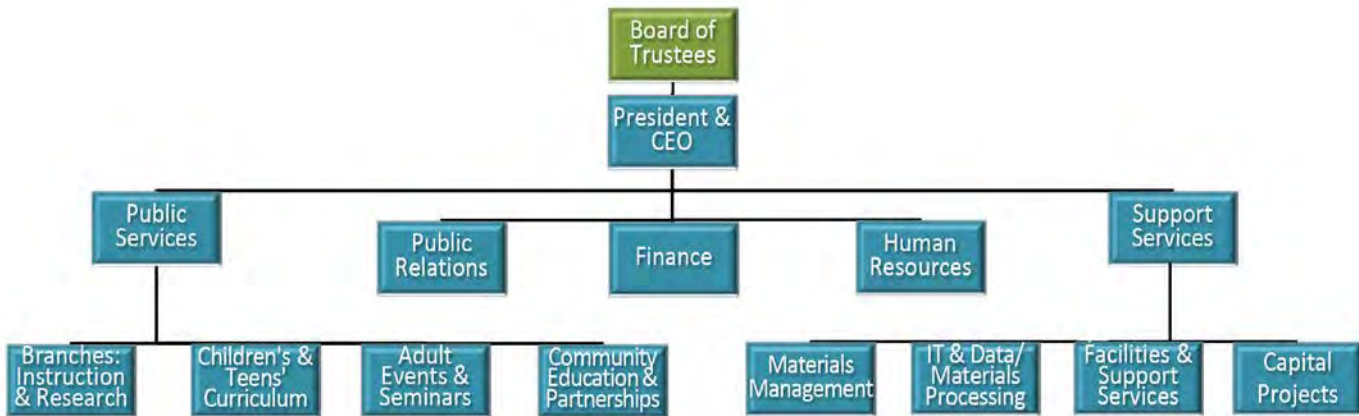 Board of
Trustees
President &
CEO
Public
Services
Public
Relations
Finance
Human
Resources
Support
Services
Branches:
Instruction
& Research
Children's &
Teens'
Curriculum
Adult
Events &
Seminars
Community
Education &
Partnerships
Materials
Management
IT & Data/
Materials
Processing
Facilities &
Support
Services
Capital
Projects